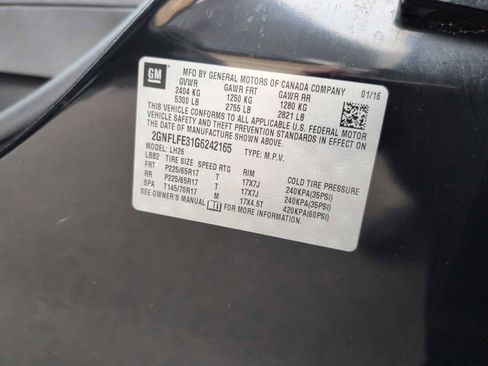 GM
MFD BY GENERAL MOTORS OF CANADA COMPANY 01/16
GVWR GAWR FRT GAWR RR
2404 KG 1250 KG 1280 KG
5300 LB 2755 LB 2821 LB
THIS VEHICLE CONFORMS TO ALL APPLICABLE U.S. FEDERAL MOTOR
VEHICLE SAFETY AND THEFT PREVENTION STANDARDS IN EFFECT ON
THE DATE OF MANUFACTURE SHOWN ABOVE.
2GNFLFE31G6242165 TYPE: M.P.V.
MODEL: LH26
LBB2 TIRE SIZE SPEED RTG RIM COLD TIRE PRESSURE
FRT P225/65R17 T 17X7J 240KPA(35PSI)
RR P225/65R17 T 17X7J 240KPA(35PSI)
SPA T145/70R17 M 17X4.5T 420KPA(60PSI)
SEE OWNER'S MANUAL FOR MORE INFORMATION.